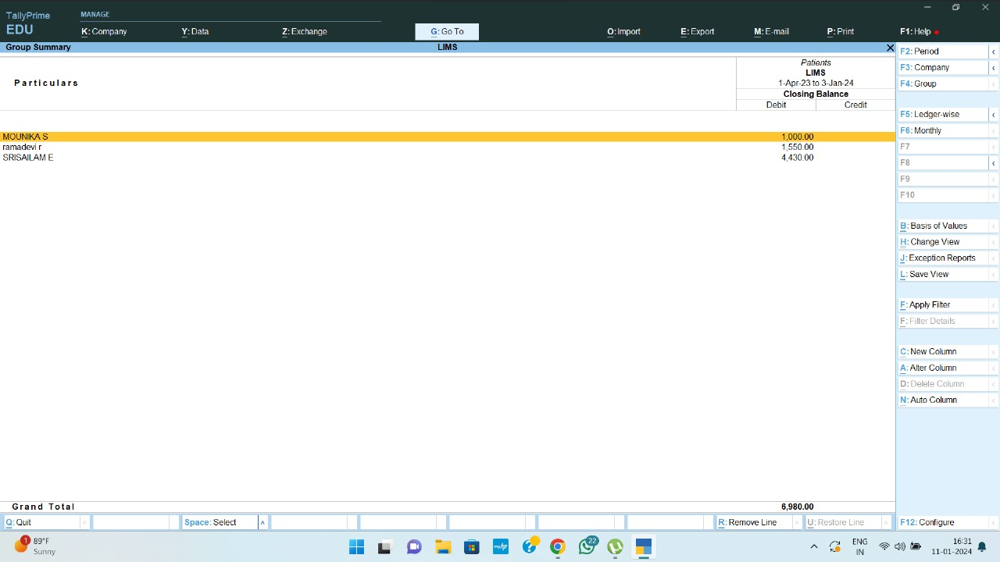 TallyPrime
EDU
MANAGE
K: Company Y: Data Z: Exchange G: Go To O: Import E: Export M: E-mail P: Print F1: Help
Group Summary LIMS
Particulars
Patients
LIMS
1-Apr-23 to 3-Jan-24
Closing Balance
Debit Credit
MOUNIKA S 1,000.00
ramadevi r 1,550.00
SRISAILAM E 4,430.00
Grand Total 6,980.00
F2: Period
F3: Company
F4: Group
F5: Ledger-wise
F6: Monthly
F7
F8
F9
F10
B: Basis of Values
H: Change View
J: Exception Reports
L: Save View
F: Apply Filter
F: Filter Details
C: New Column
A: Alter Column
D: Delete Column
N: Auto Column
Q: Quit Space: Select R: Remove Line U: Restore Line F12: Configure
1 89°F
Sunny
22
ENG
IN
16:31
11-01-2024